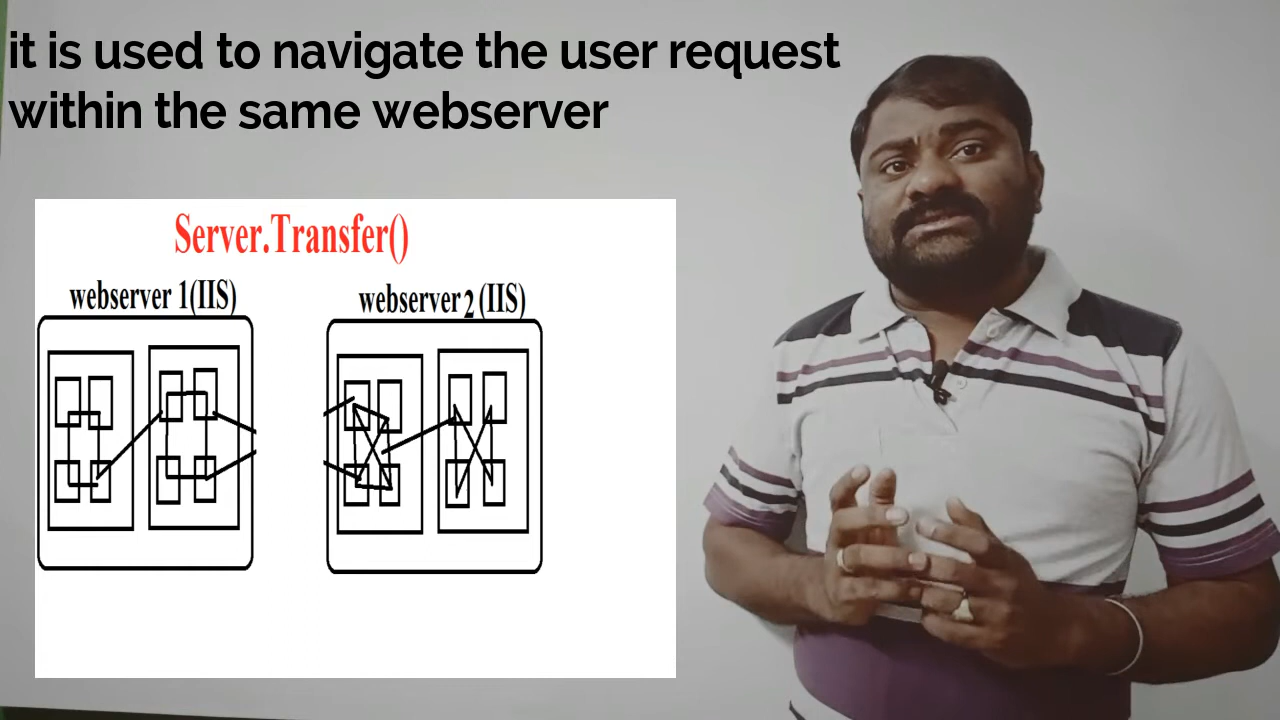 it is used to navigate the user request
within the same webserver
Server.Transfer()
webserver 1(IIS)
webserver 2 (IIS)